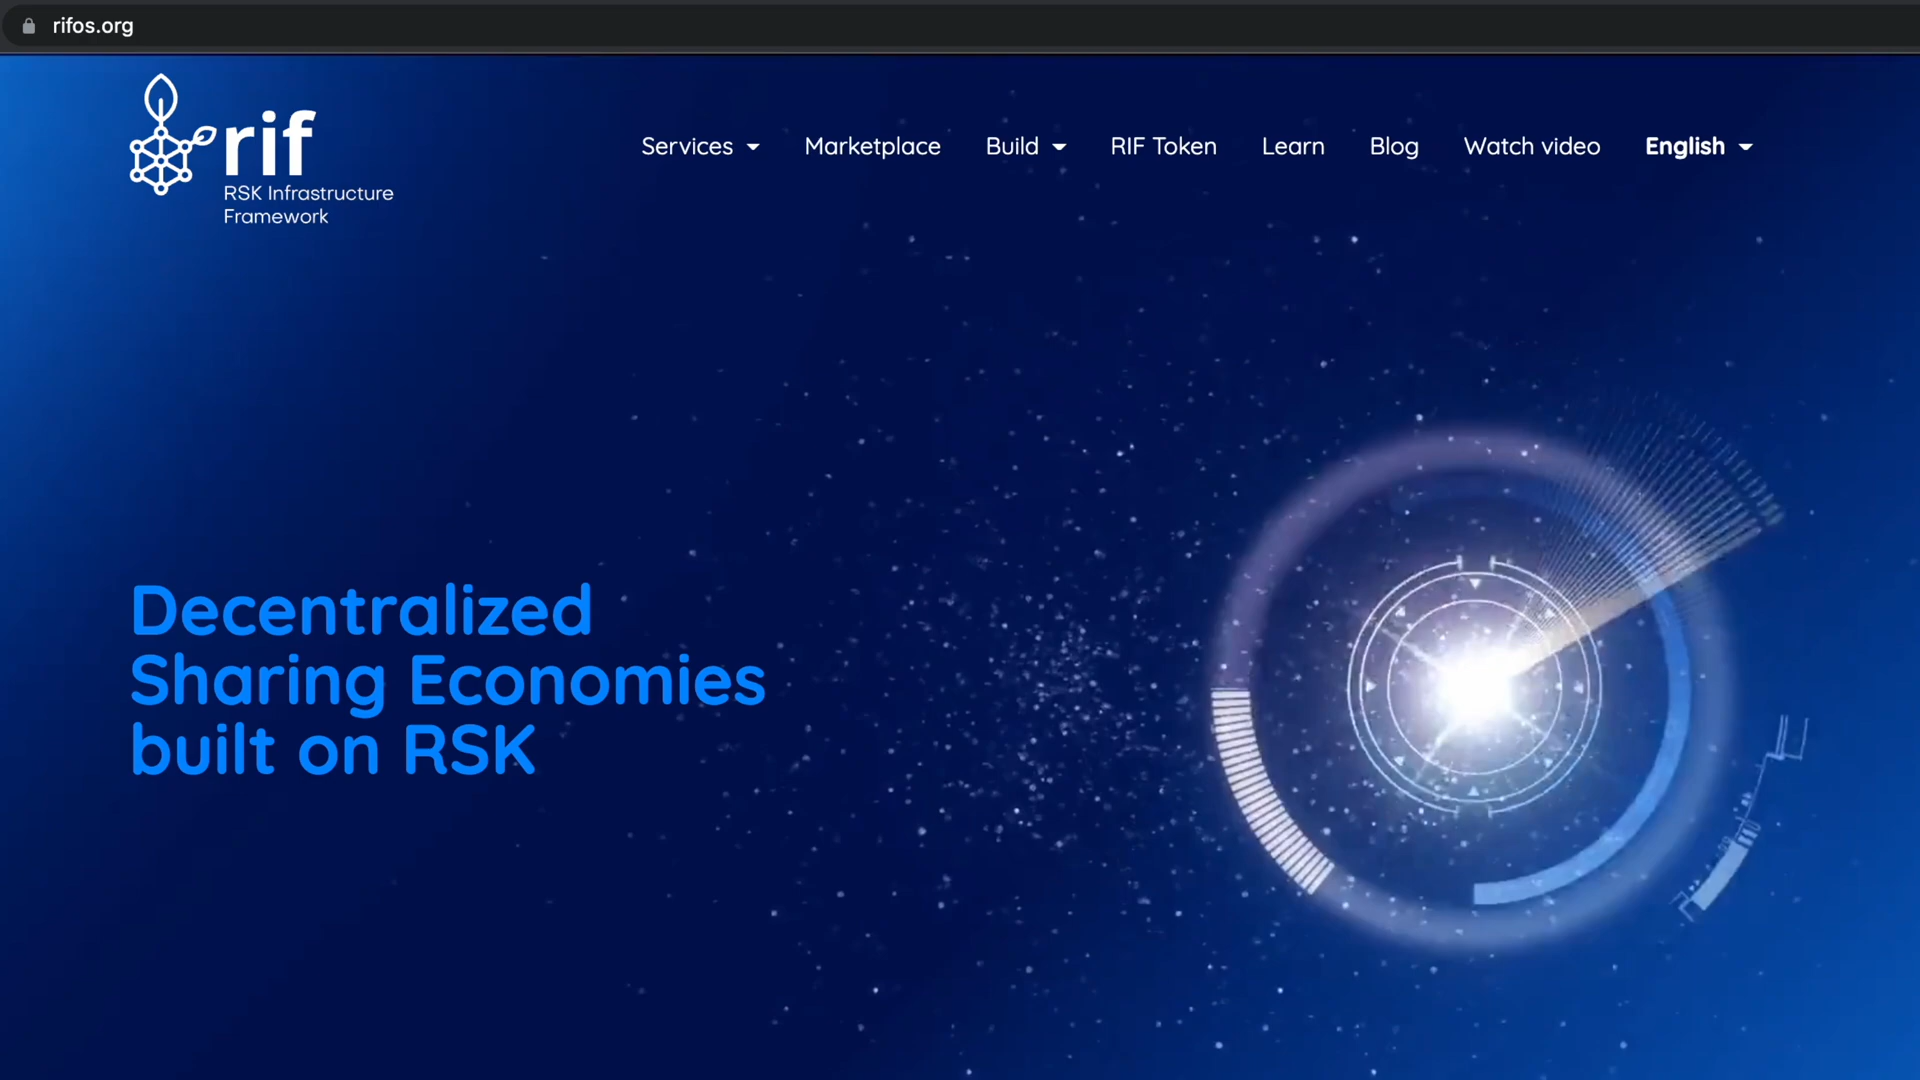 rifos.org
rif
RSK Infrastructure
Framework
Services
Marketplace
Build
RIF Token
Learn
Blog
Watch video
English
Decentralized
Sharing Economies
built on RSK